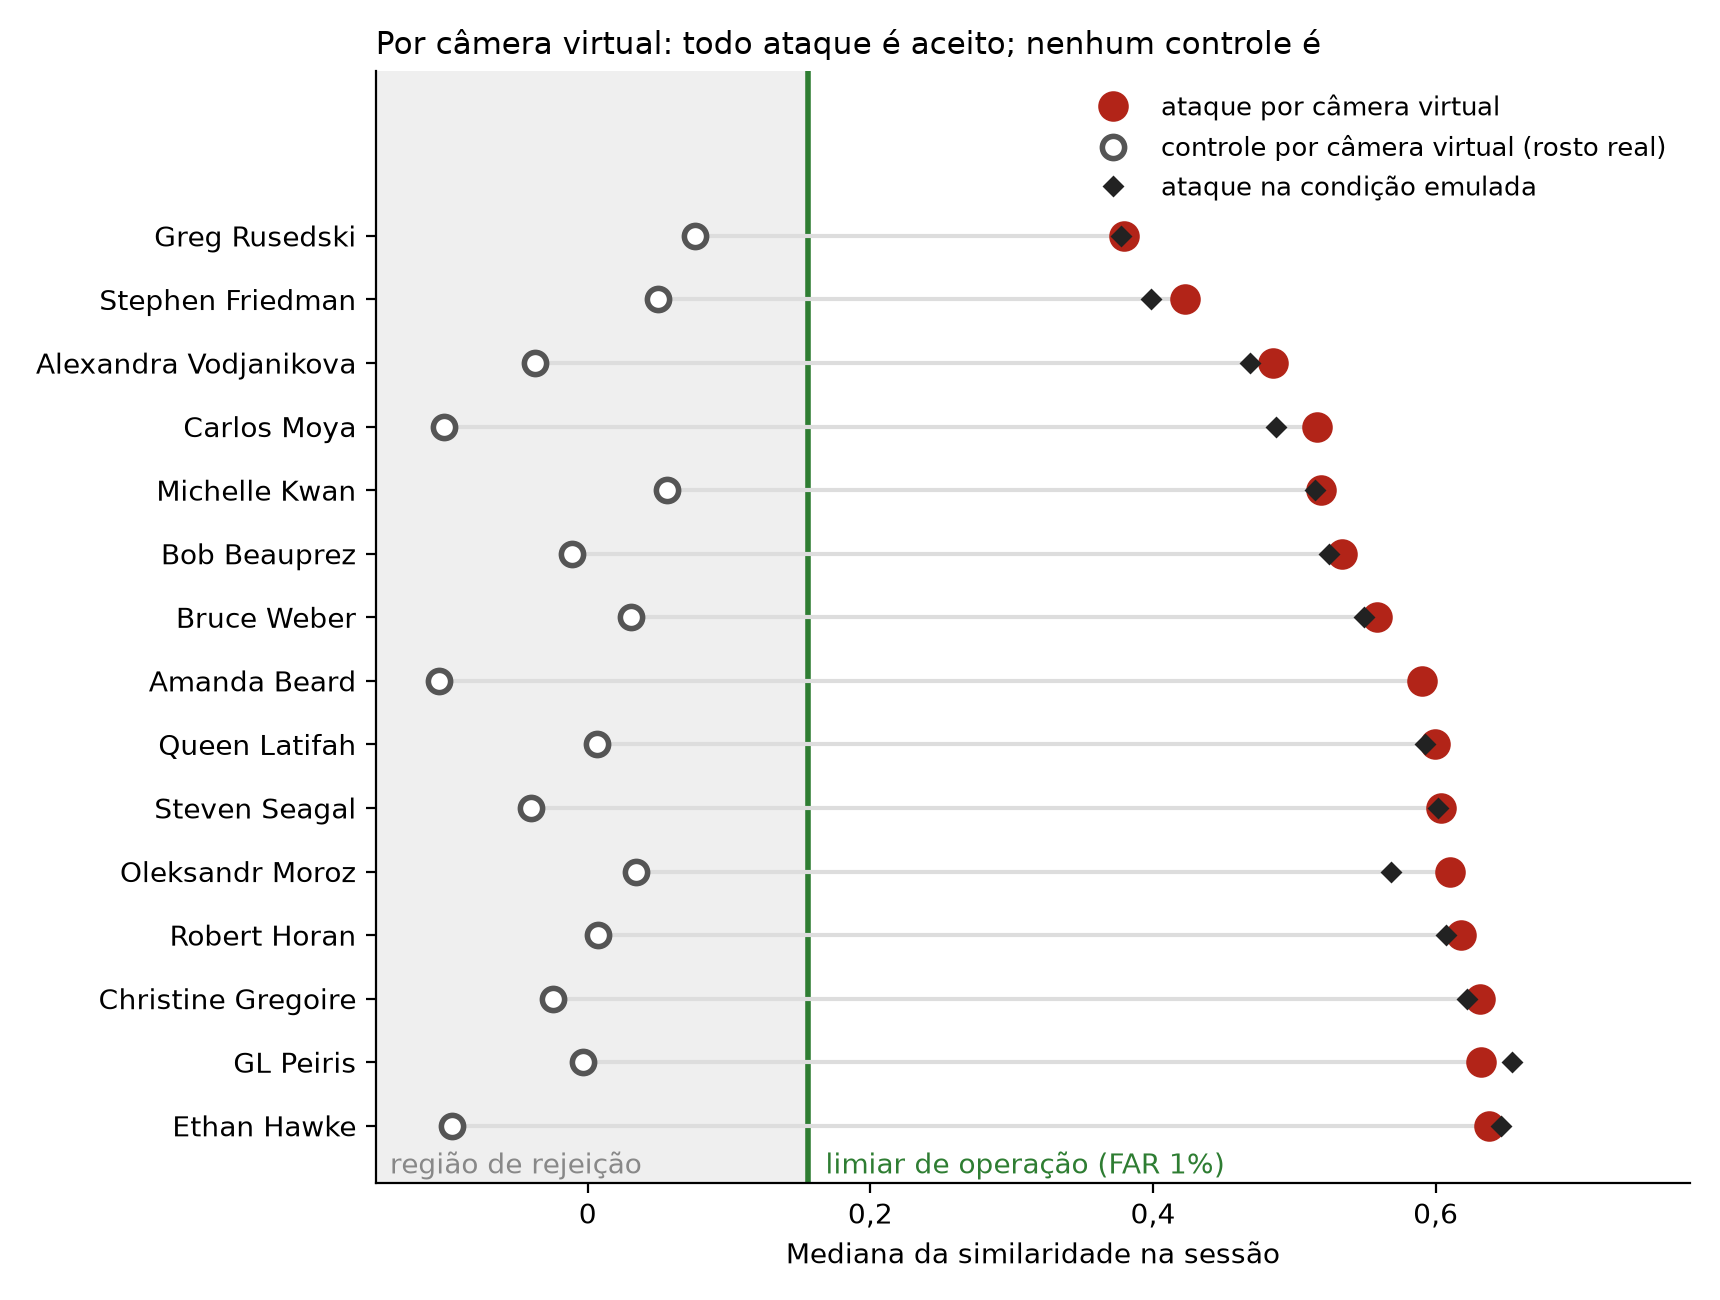 Por câmera virtual: todo ataque é aceito; nenhum controle é
ataque por câmera virtual
controle por câmera virtual (rosto real)
ataque na condição emulada
Greg Rusedski
Stephen Friedman
Alexandra Vodjanikova
Carlos Moya
Michelle Kwan
Bob Beauprez
Bruce Weber
Amanda Beard
Queen Latifah
Steven Seagal
Oleksandr Moroz
Robert Horan
Christine Gregoire
GL Peiris
Ethan Hawke
região de rejeição
limiar de operação (FAR 1%)
0
0,2
0,4
0,6
Mediana da similaridade na sessão